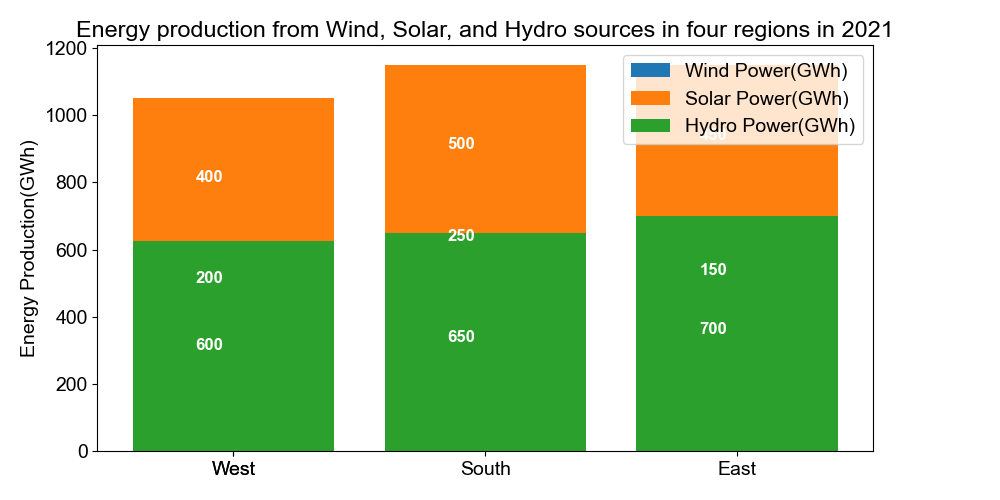 Energy production from Wind, Solar, and Hydro sources in four regions in 2021
Energy Production(GWh)
1200
1000
800
600
400
200
0
Wind Power(GWh)
Solar Power(GWh)
Hydro Power(GWh)
400
200
600
500
250
650
150
700
West
South
East